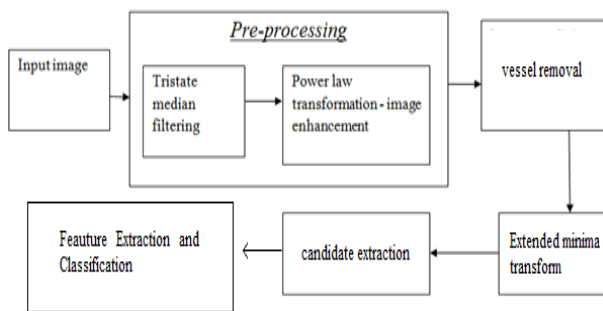 Pre-processing
Input image
Tristate
median
filtering
Power law
transformation - image
enhancement
vessel removal
Extended minima
transform
candidate extraction
Feauture Extraction and
Classification